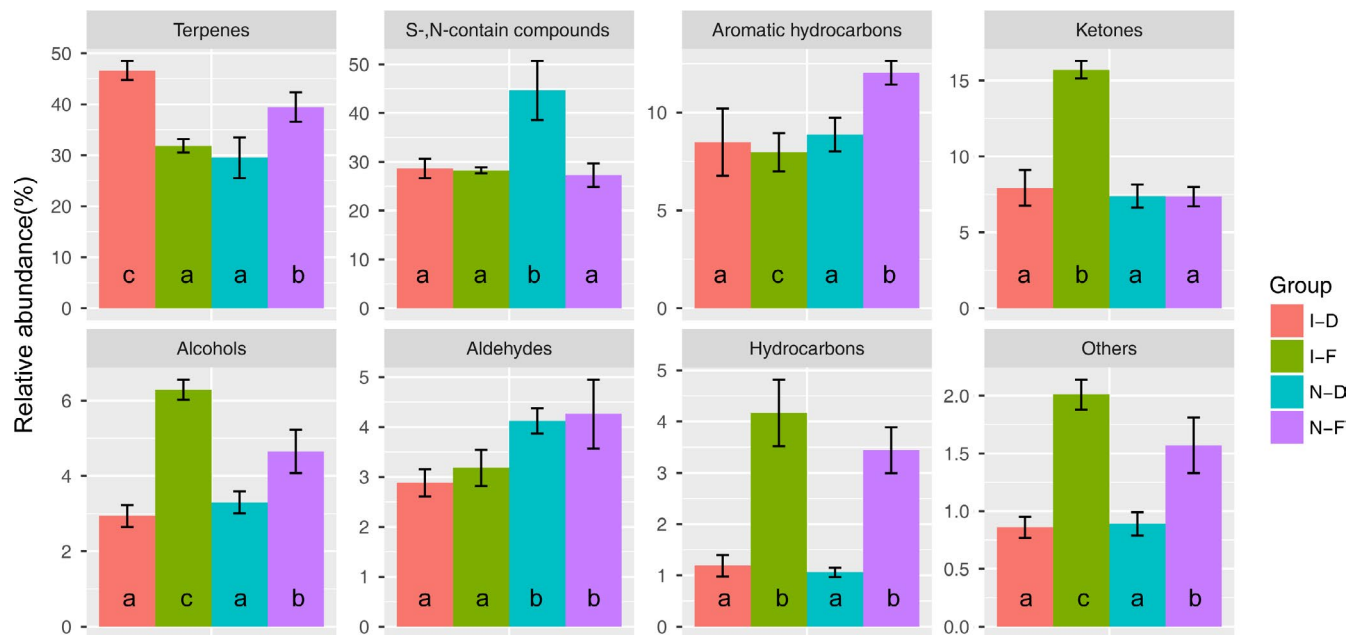 Relative abundance(%)
Terpenes
50
40
30
20
10
0
c a a b
S-,N-contain compounds
50
40
30
20
10
0
a a b a
Aromatic hydrocarbons
10
5
0
a c a b
Ketones
15
10
5
0
a b a a
Alcohols
6
4
2
0
a c a b
Aldehydes
5
4
3
2
1
0
a a b b
Hydrocarbons
5
4
3
2
1
0
a b a b
Others
2.0
1.5
1.0
0.5
0.0
a c a b
Group
I–D
I–F
N–D
N–F